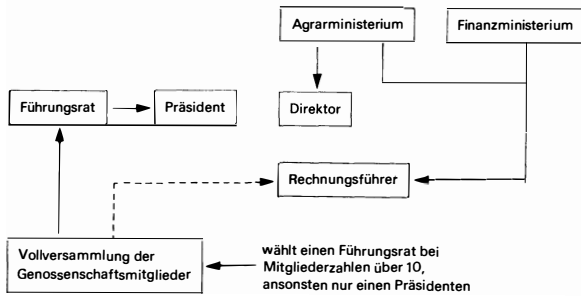 Agrarministerium
Finanzministerium
Führungsrat
Präsident
Direktor
Rechnungsführer
Vollversammlung der
Genossenschaftsmitglieder
wählt einen Führungsrat bei
Mitgliederzahlen über 10,
ansonsten nur einen Präsidenten